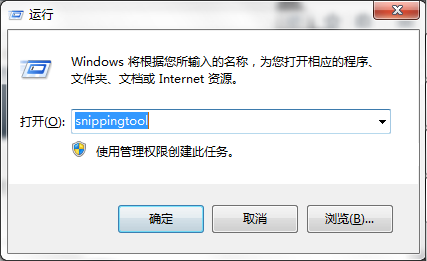 运行
Windows 将根据您所输入的名称，为您打开相应的程序、
文件夹、文档或 Internet 资源。
打开(O): snippingtool
使用管理权限创建此任务。
确定 取消 浏览(B)...